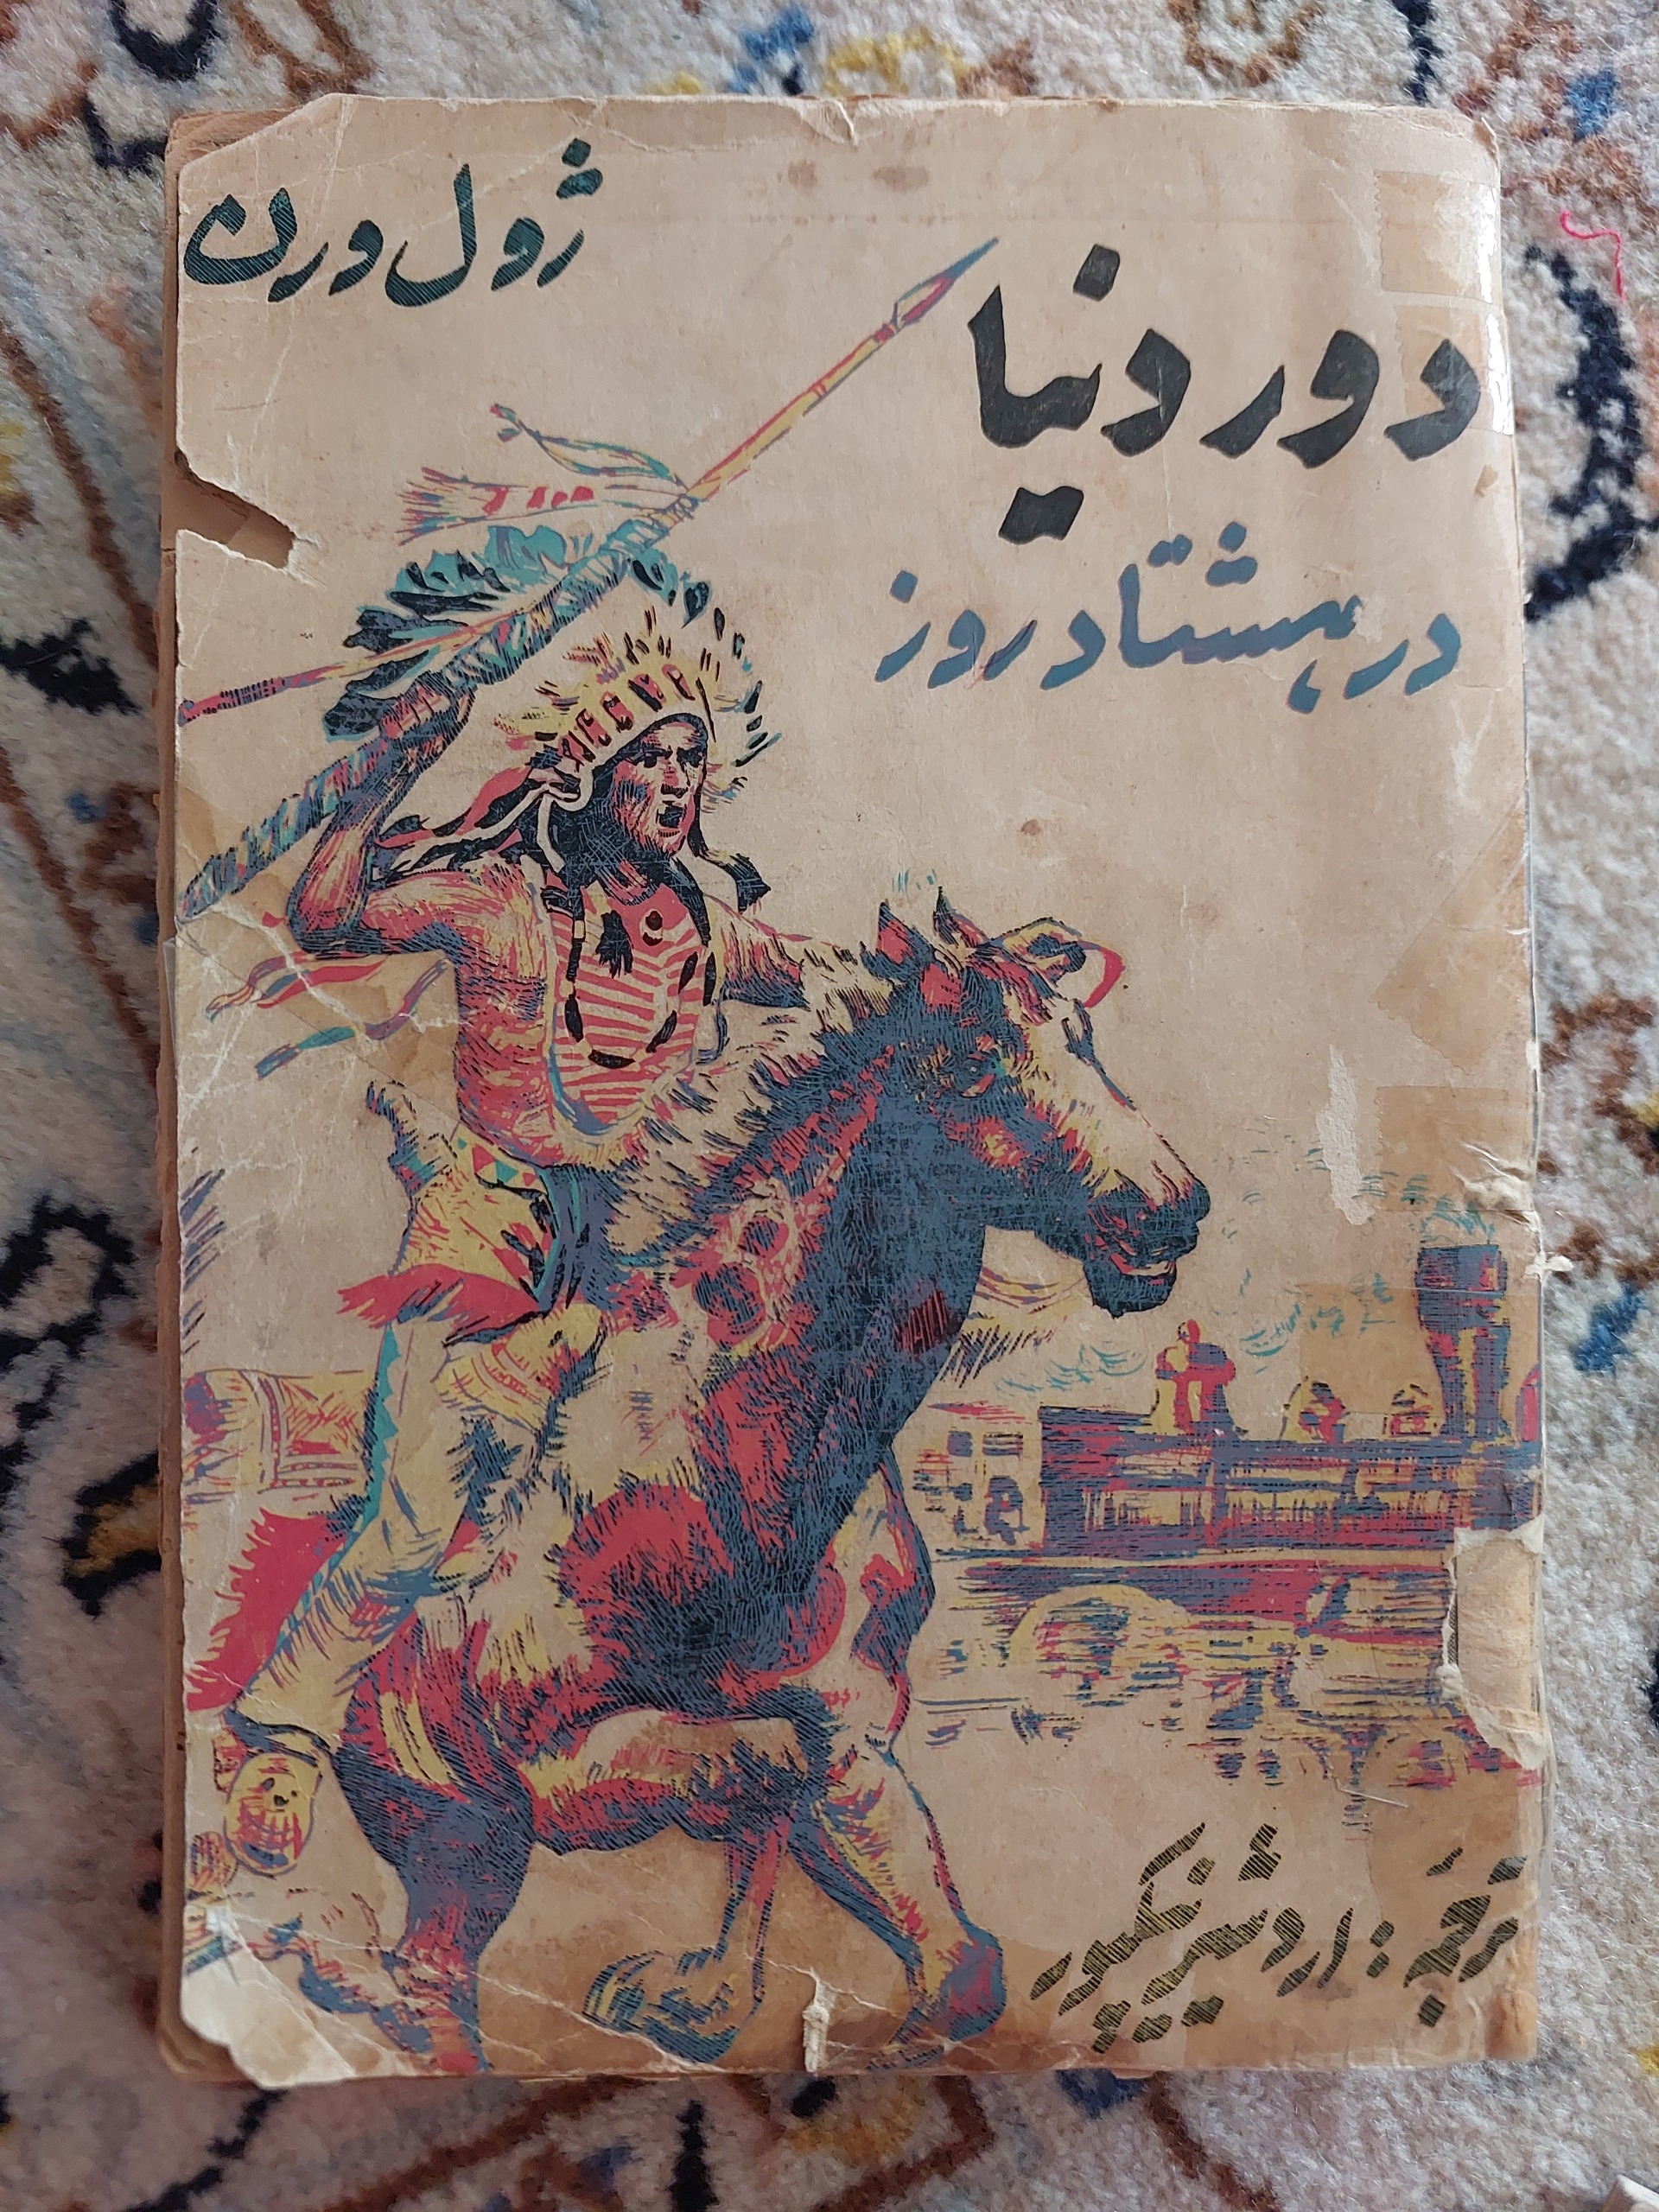 ژول ورن
دور دنیا
در هشتاد روز
ترجمهٔ : اردشیر نیکپور